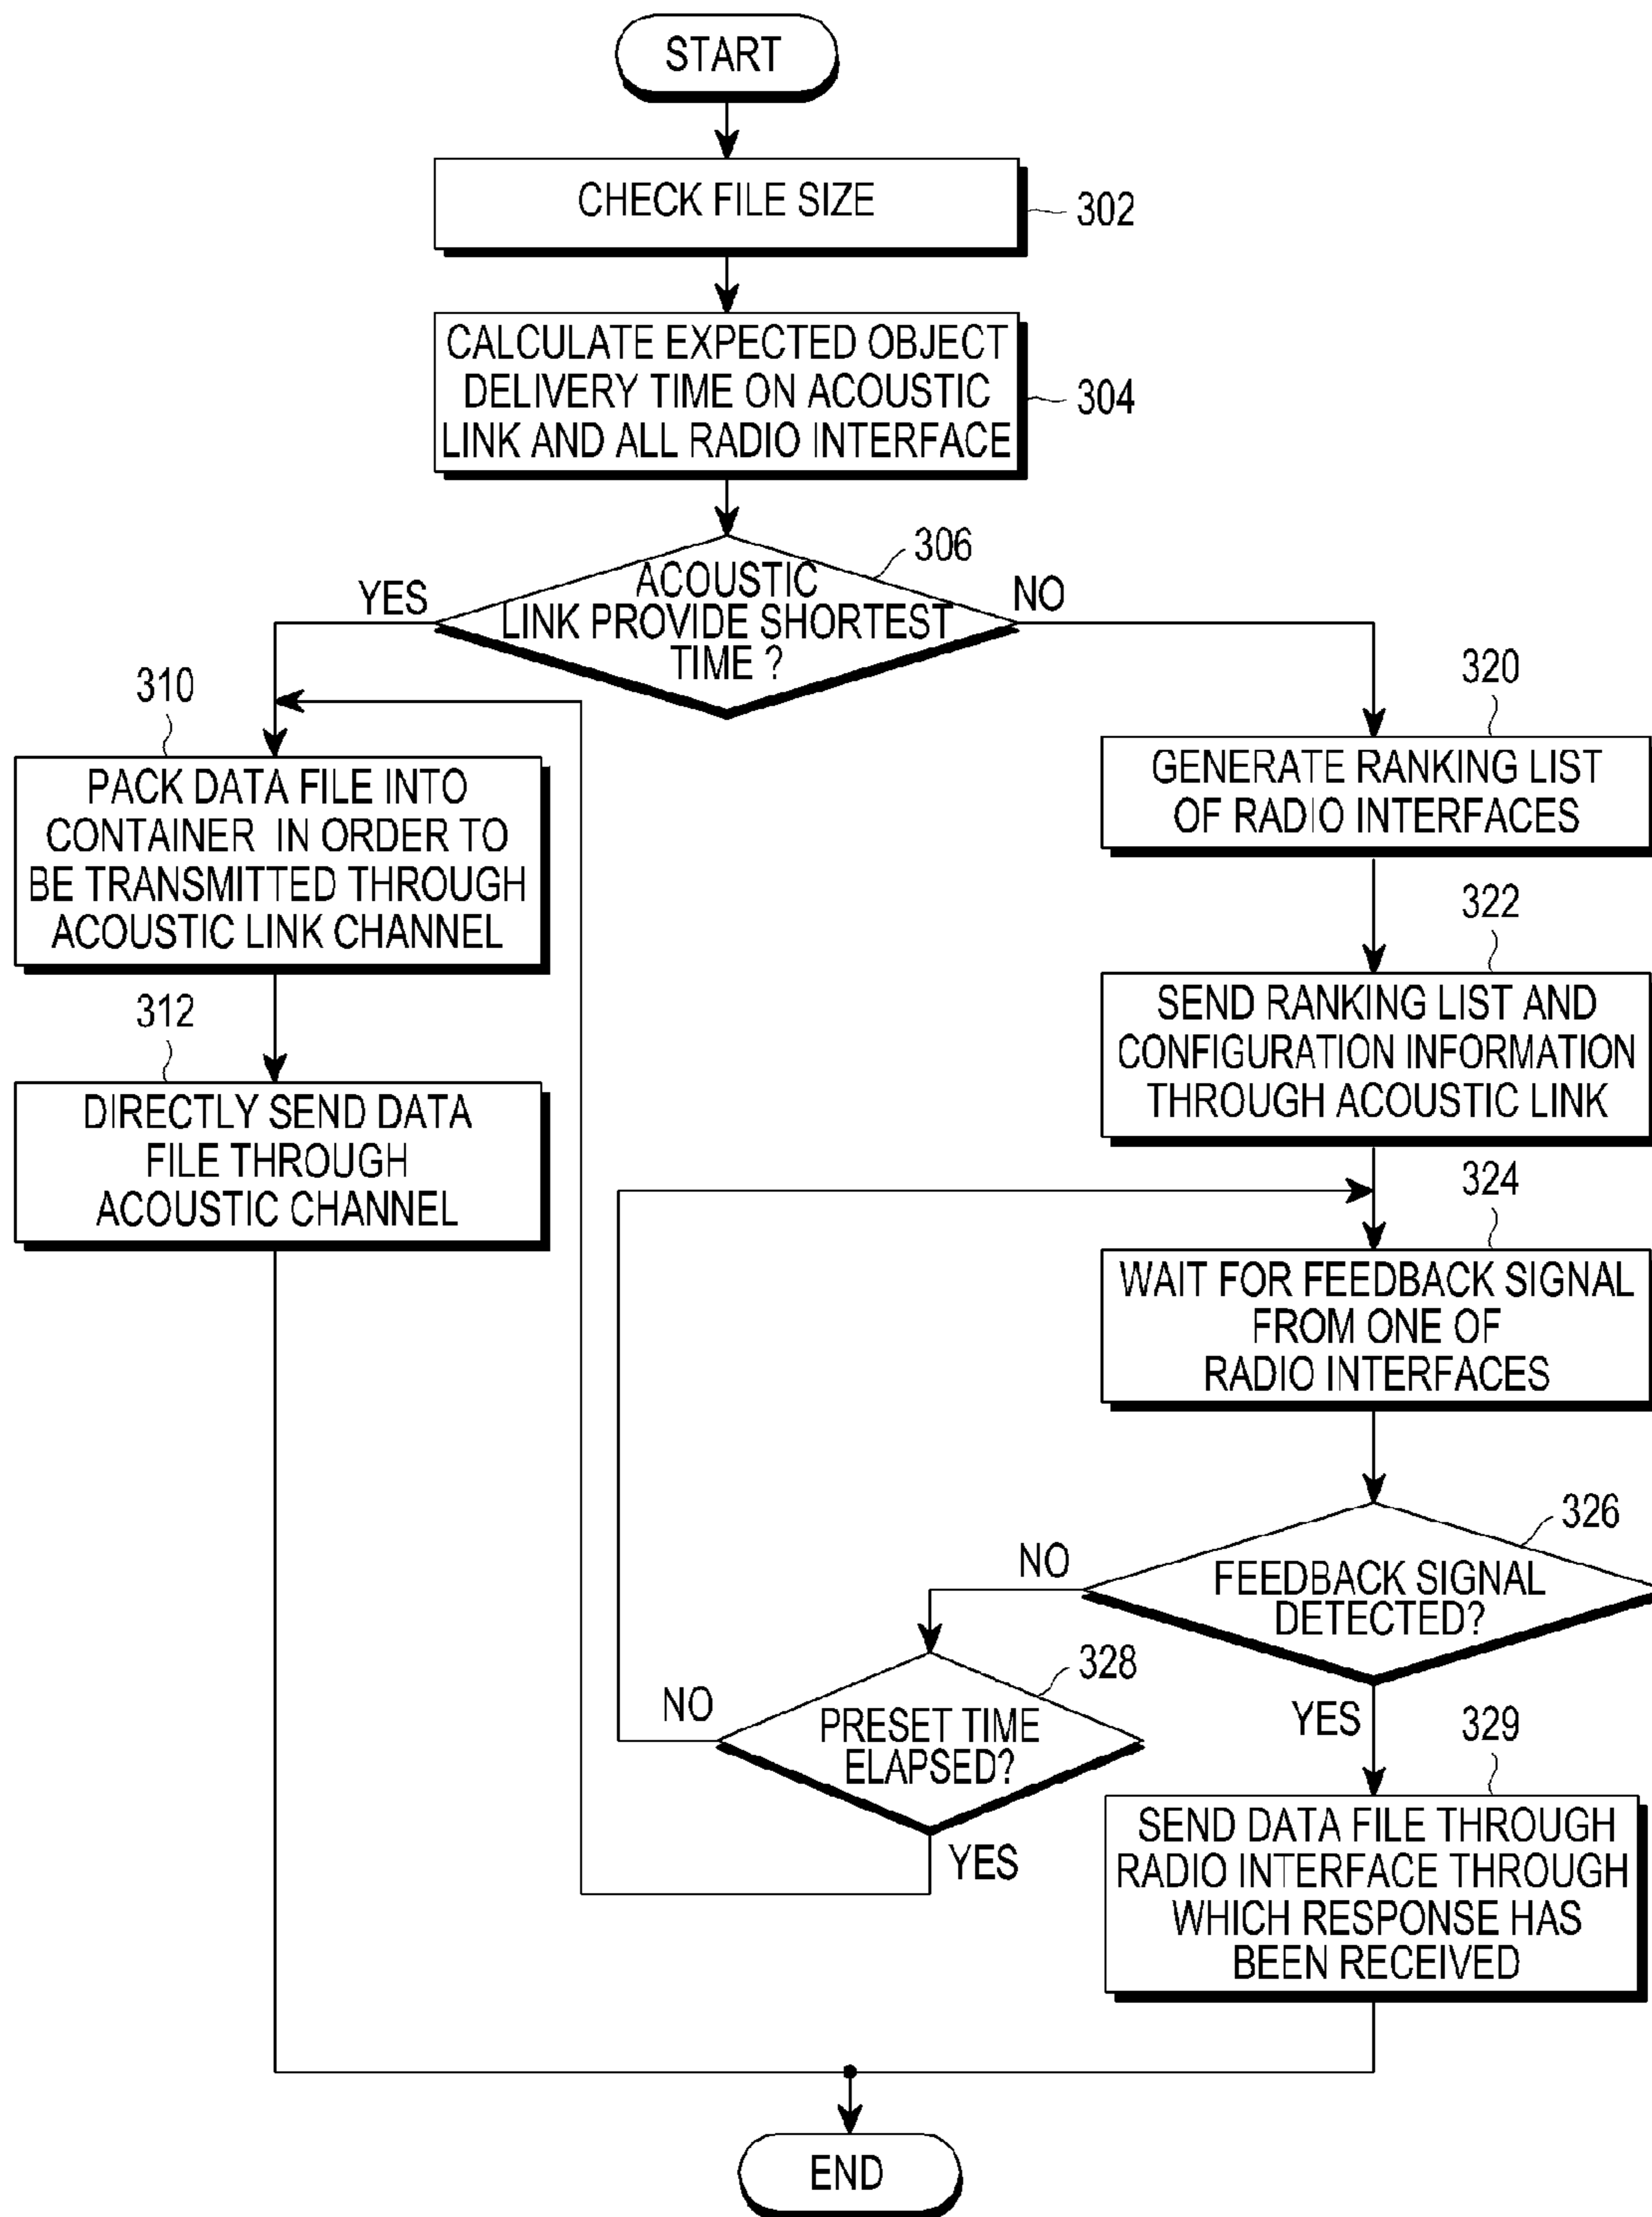 START
CHECK FILE SIZE
302
CALCULATE EXPECTED OBJECT
DELIVERY TIME ON ACOUSTIC
LINK AND ALL RADIO INTERFACE
304
306
ACOUSTIC
LINK PROVIDE SHORTEST
TIME ?
YES
NO
310
PACK DATA FILE INTO
CONTAINER IN ORDER TO
BE TRANSMITTED THROUGH
ACOUSTIC LINK CHANNEL
312
DIRECTLY SEND DATA
FILE THROUGH
ACOUSTIC CHANNEL
320
GENERATE RANKING LIST
OF RADIO INTERFACES
322
SEND RANKING LIST AND
CONFIGURATION INFORMATION
THROUGH ACOUSTIC LINK
324
WAIT FOR FEEDBACK SIGNAL
FROM ONE OF
RADIO INTERFACES
326
FEEDBACK SIGNAL
DETECTED?
NO
YES
328
PRESET TIME
ELAPSED?
NO
YES
329
SEND DATA FILE THROUGH
RADIO INTERFACE THROUGH
WHICH RESPONSE HAS
BEEN RECEIVED
END